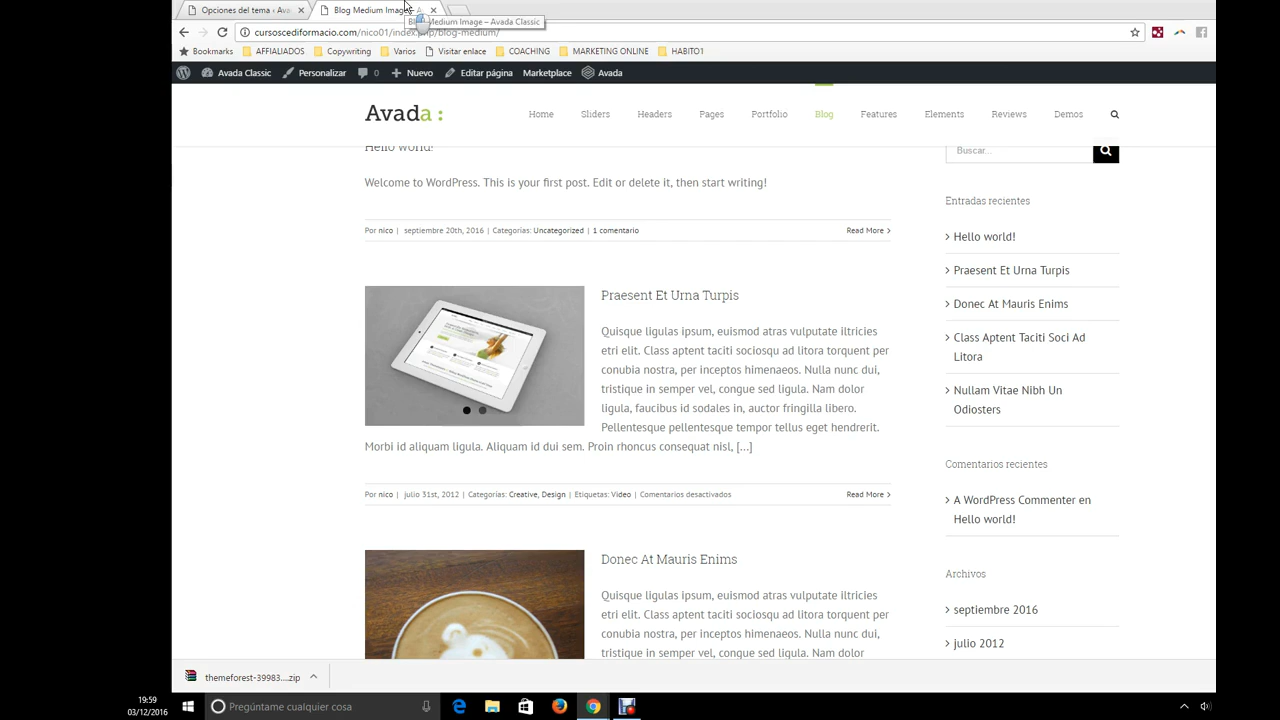 Opciones del tema ‹ Ava
Blog Medium Image
Blog Medium Image – Avada Classic
cursoscediformacio.com/nico01/index.php/blog-medium/
Bookmarks AFFILIADOS Copywriting Varios Visitar enlace COACHING MARKETING ONLINE HABITO1
Avada Classic Personalizar 0 Nuevo Editar página Marketplace Avada
Avada :
Home Sliders Headers Pages Portfolio Blog Features Elements Reviews Demos
Hello world!
Welcome to WordPress. This is your first post. Edit or delete it, then start writing!
Por nico | septiembre 20th, 2016 | Categorías: Uncategorized | 1 comentario
Read More
Praesent Et Urna Turpis
Quisque ligulas ipsum, euismod atras vulputate iltricies
etri elit. Class aptent taciti sociosqu ad litora torquent per
conubia nostra, per inceptos himenaeos. Nulla nunc dui,
tristique in semper vel, congue sed ligula. Nam dolor
ligula, faucibus id sodales in, auctor fringilla libero.
Pellentesque pellentesque tempor tellus eget hendrerit.
Morbi id aliquam ligula. Aliquam id dui sem. Proin rhoncus consequat nisl, [...]
Por nico | julio 31st, 2012 | Categorías: Creative, Design | Etiquetas: Video | Comentarios desactivados
Read More
Donec At Mauris Enims
Quisque ligulas ipsum, euismod atras vulputate iltricies
etri elit. Class aptent taciti sociosqu ad litora torquent per
conubia nostra, per inceptos himenaeos. Nulla nunc dui,
tristique in semper vel, congue sed ligula. Nam dolor
Buscar...
Entradas recientes
Hello world!
Praesent Et Urna Turpis
Donec At Mauris Enims
Class Aptent Taciti Soci Ad
Litora
Nullam Vitae Nibh Un
Odiosters
Comentarios recientes
A WordPress Commenter en
Hello world!
Archivos
septiembre 2016
julio 2012
themeforest-39983....zip
19:59
03/12/2016
Pregúntame cualquier cosa